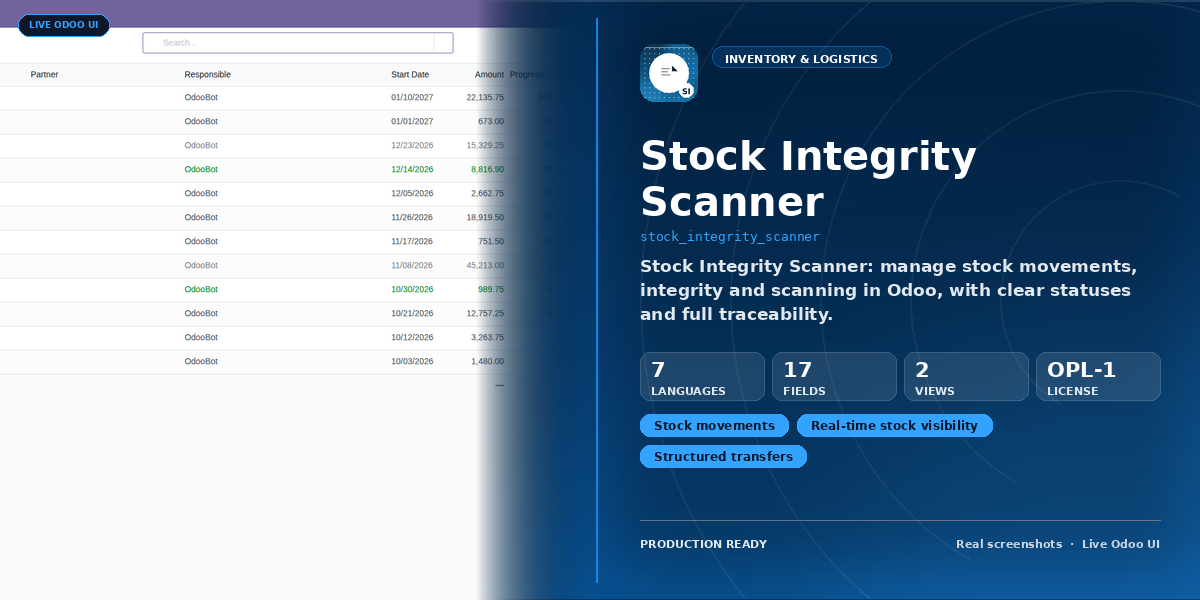 LIVE ODOO UI
Search...
Partner Responsible Start Date Amount Progress...
OdooBot 01/10/2027 22,135.75 100
OdooBot 01/01/2027 673.00
OdooBot 12/23/2026 15,329.25
OdooBot 12/14/2026 8,816.90
OdooBot 12/05/2026 2,662.75
OdooBot 11/26/2026 18,919.50
OdooBot 11/17/2026 751.50
OdooBot 11/08/2026 45,213.00
OdooBot 10/30/2026 989.75
OdooBot 10/21/2026 12,757.25
OdooBot 10/12/2026 3,263.75
OdooBot 10/03/2026 1,480.00
—
SI
INVENTORY & LOGISTICS
Stock Integrity
Scanner
stock_integrity_scanner
Stock Integrity Scanner: manage stock movements,
integrity and scanning in Odoo, with clear statuses
and full traceability.
7 17 2 OPL-1
LANGUAGES FIELDS VIEWS LICENSE
Stock movements Real-time stock visibility
Structured transfers
PRODUCTION READY Real screenshots · Live Odoo UI